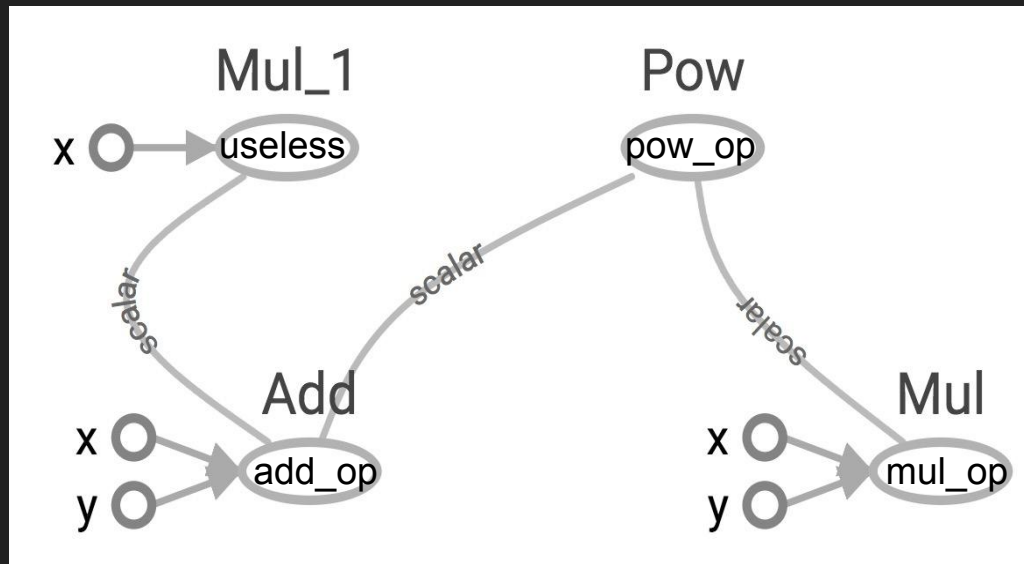 Mul_1
Pow
x
useless
pow_op
scalar
scalar
scalar
Add
Mul
x
y
add_op
x
y
mul_op